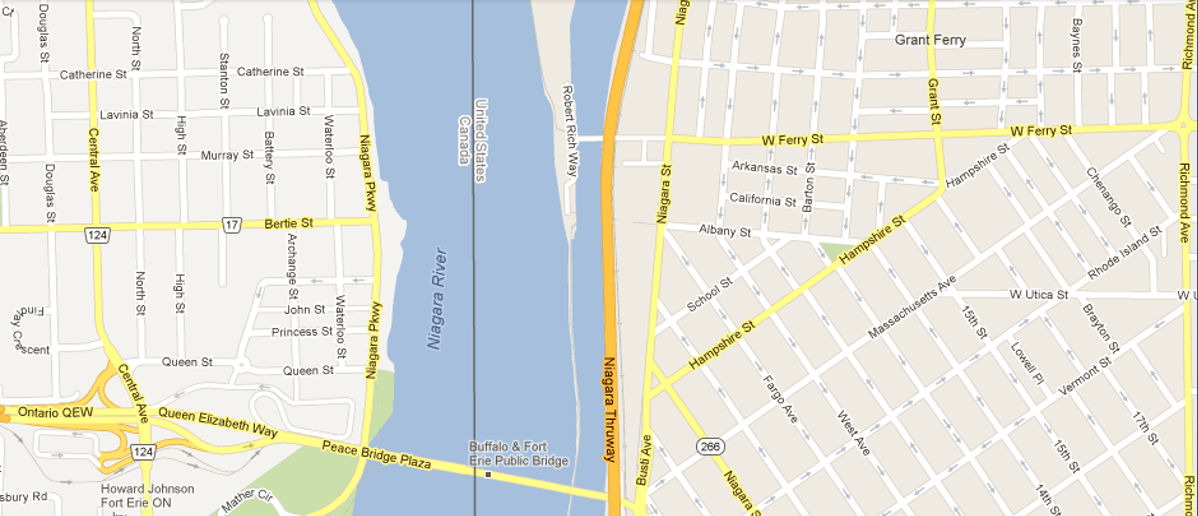 Douglas St
North St
Stanton St
Catherine St
Catherine St
Lavinia St
Lavinia St
High St
Battery St
Waterloo St
Murray St
Central Ave
Aberdeen St
Douglas St
Niagara Pkwy
17
Bertie St
124
Archange St
North St
High St
John St
Princess St
Waterloo St
Niagara Pkwy
Queen St
Queen St
Central Ave
Ontario QEW
Queen Elizabeth Way
Peace Bridge Plaza
124
Howard Johnson
Fort Erie ON
Mather Cir
sbury Rd
United States
Canada
Niagara River
Buffalo & Fort
Erie Public Bridge
Robert Rich Way
Niagara Thruway
Niag
Niagara St
Busti Ave
Grant Ferry
Grant St
Baynes St
Richmond Av
W Ferry St
W Ferry St
Arkansas St
California St
Barton St
Albany St
Hampshire St
Hampshire St
Hampshire St
Chenango St
Richmond Ave
Rhode Island St
School St
Massachusetts Ave
W Utica St
W U
15th St
Brayton St
Lowell Pl
Vermont St
Fargo Ave
West Ave
17th St
15th St
14th St
266
Niagara S
Richmo